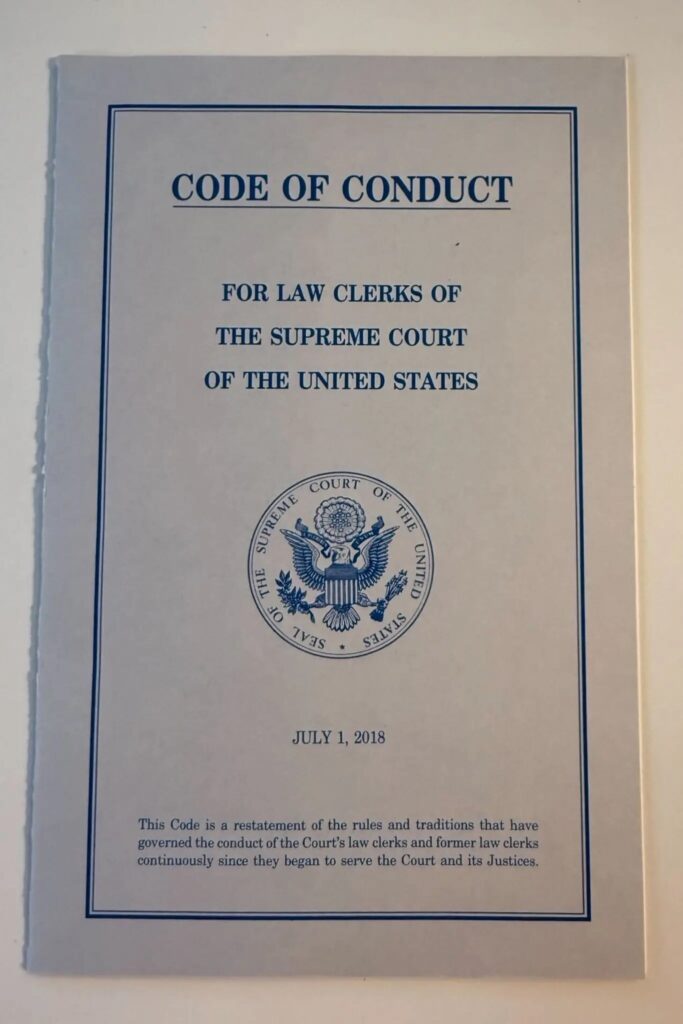 CODE OF CONDUCT
FOR LAW CLERKS OF
THE SUPREME COURT
OF THE UNITED STATES
SEAL OF THE SUPREME COURT OF THE UNITED STATES
JULY 1, 2018
This Code is a restatement of the rules and traditions that have
governed the conduct of the Court's law clerks and former law clerks
continuously since they began to serve the Court and its Justices.